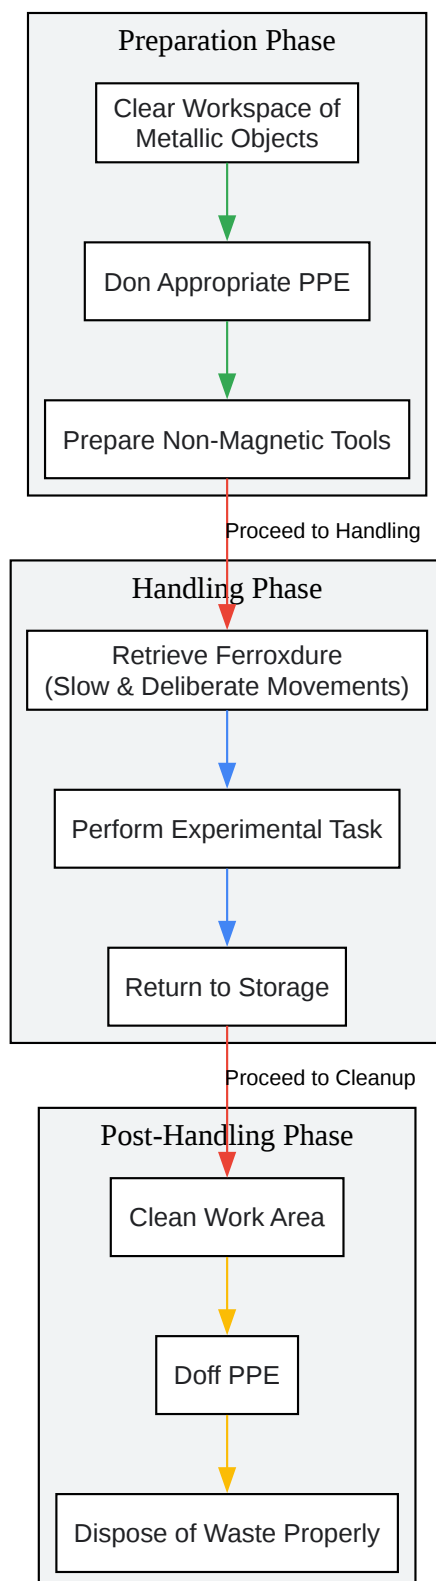 Preparation Phase
Clear Workspace of
Metallic Objects
Don Appropriate PPE
Prepare Non-Magnetic Tools
Proceed to Handling
Handling Phase
Retrieve Ferroxdure
(Slow & Deliberate Movements)
Perform Experimental Task
Return to Storage
Proceed to Cleanup
Post-Handling Phase
Clean Work Area
Doff PPE
Dispose of Waste Properly